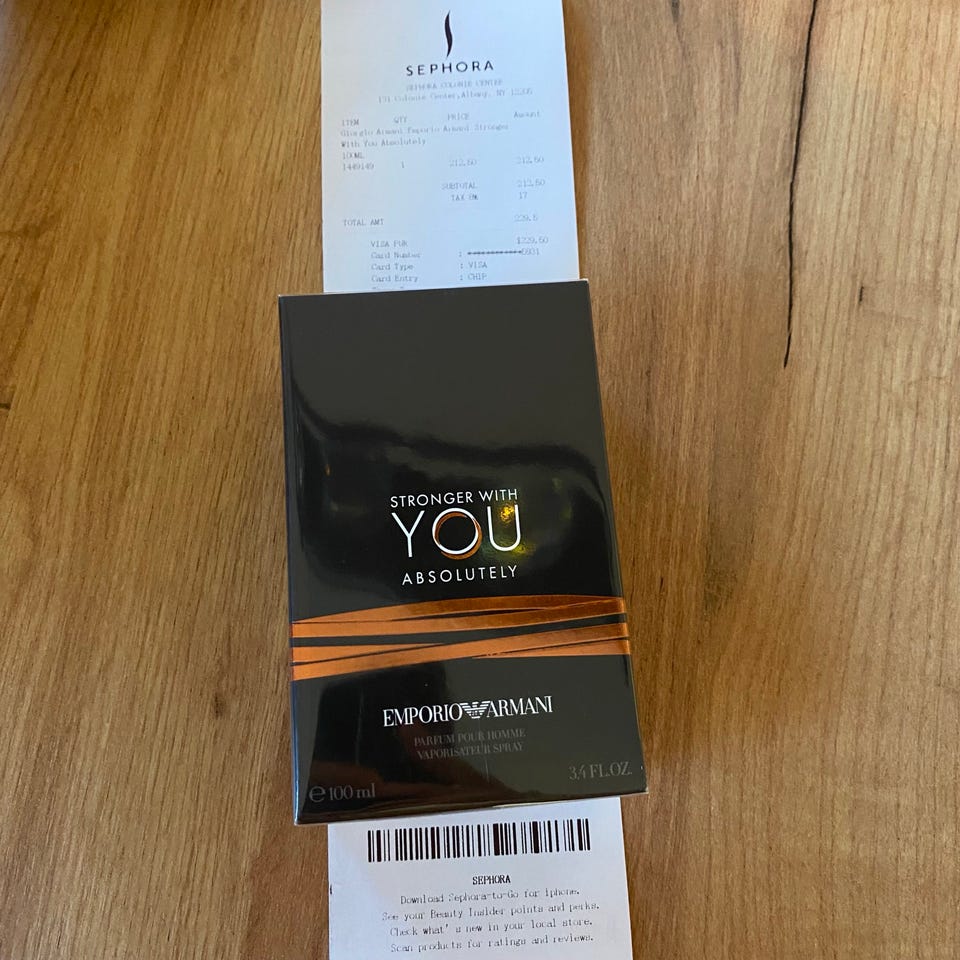 SEPHORA
SEPHORA COLONIE CENTER
131 Colonie Center, Albany, NY 12205
ITEM QTY PRICE Amount
Giorgio Armani Emporio Armani Stronger
With You Absolutely
100ML
1449149 1 212.50 212.50
SUBTOTAL 212.50
TAX 8% 17
TOTAL AMT 229.5
VISA PUR $229.50
Card Number : ************5931
Card Type : VISA
Card Entry : CHIP
STRONGER WITH
YOU
ABSOLUTELY
EMPORIO ARMANI
PARFUM POUR HOMME
VAPORISATEUR SPRAY
3.4 FL.OZ.
e 100 ml
SEPHORA
Download Sephora-to-Go for iphone.
See your Beauty Insider points and perks.
Check what's new in your local store.
Scan products for ratings and reviews.